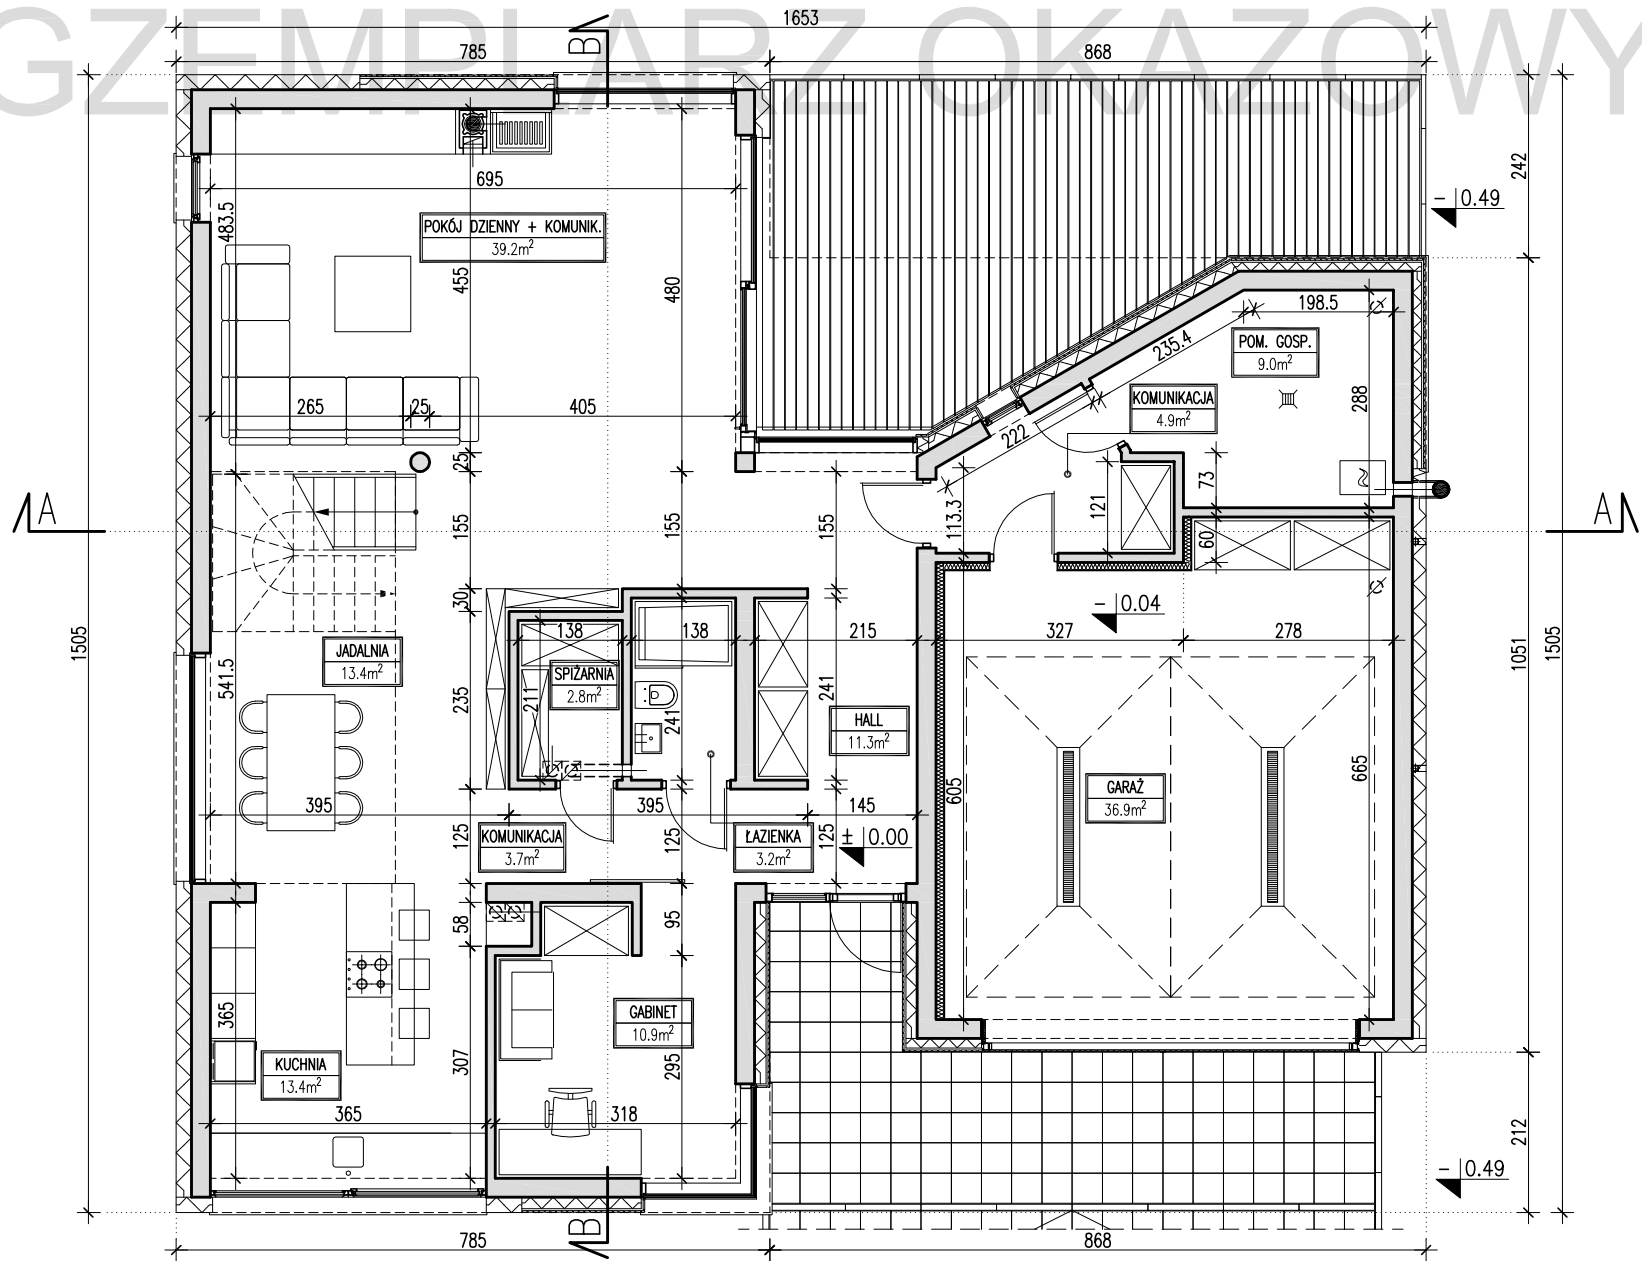 GZEMPLARZ OKAZOWY
1653
785
868
B
242
- 0.49
695
483.5
POKÓJ DZIENNY + KOMUNIK.
39.2m²
455
480
198.5
235.4
POM. GOSP.
9.0m²
288
KOMUNIKACJA
4.9m²
265
25
405
222
25
73
A
155
155
155
113.3
121
60
A
30
- 0.04
1505
138
138
215
327
278
1051
1505
JADALNIA
13.4m²
541.5
235
211
SPIŻARNIA
2.8m²
241
241
HALL
11.3m²
605
GARAŻ
36.9m²
665
395
395
145
125
KOMUNIKACJA
3.7m²
125
ŁAZIENKA
3.2m²
125
± 0.00
58
95
365
GABINET
10.9m²
KUCHNIA
13.4m²
307
295
365
318
212
- 0.49
B
785
868